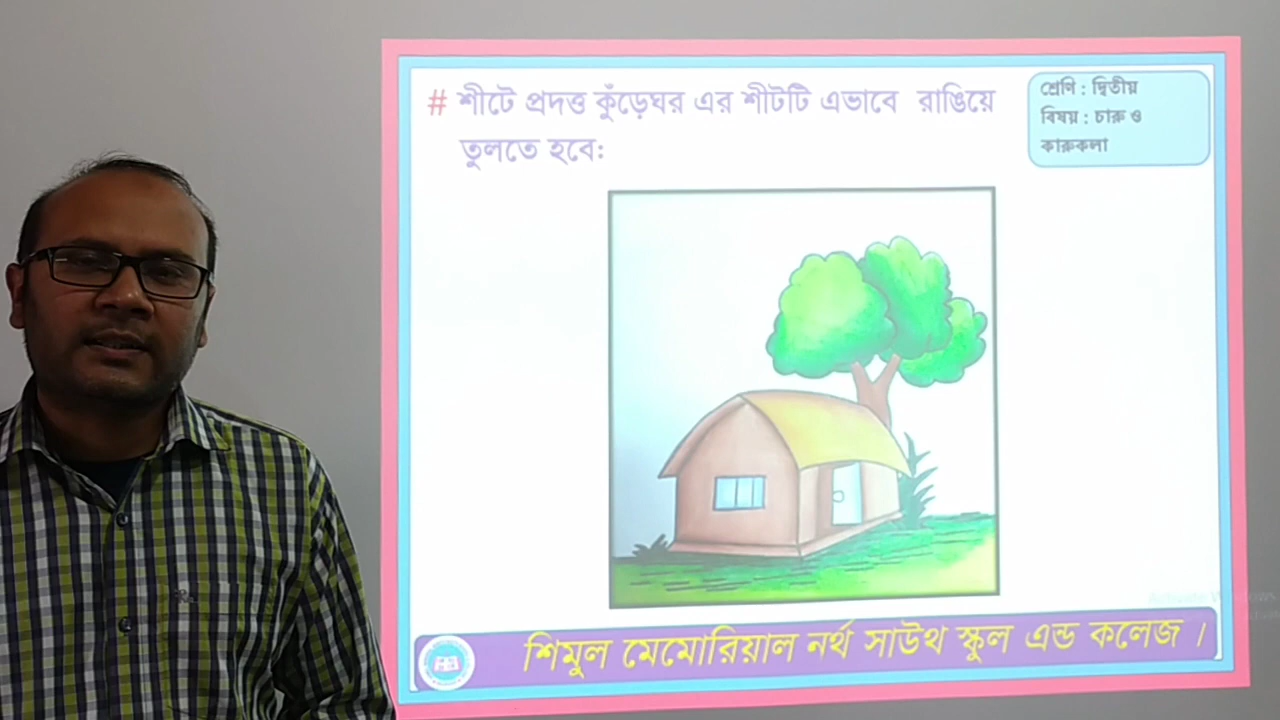 # শীটে প্রদত্ত কুঁড়েঘর এর শীটটি এভাবে রাঙিয়ে
তুলতে হবে:
শ্রেণি : দ্বিতীয়
বিষয় : চারু ও
কারুকলা
শিমুল মেমোরিয়াল নর্থ সাউথ স্কুল এন্ড কলেজ ।